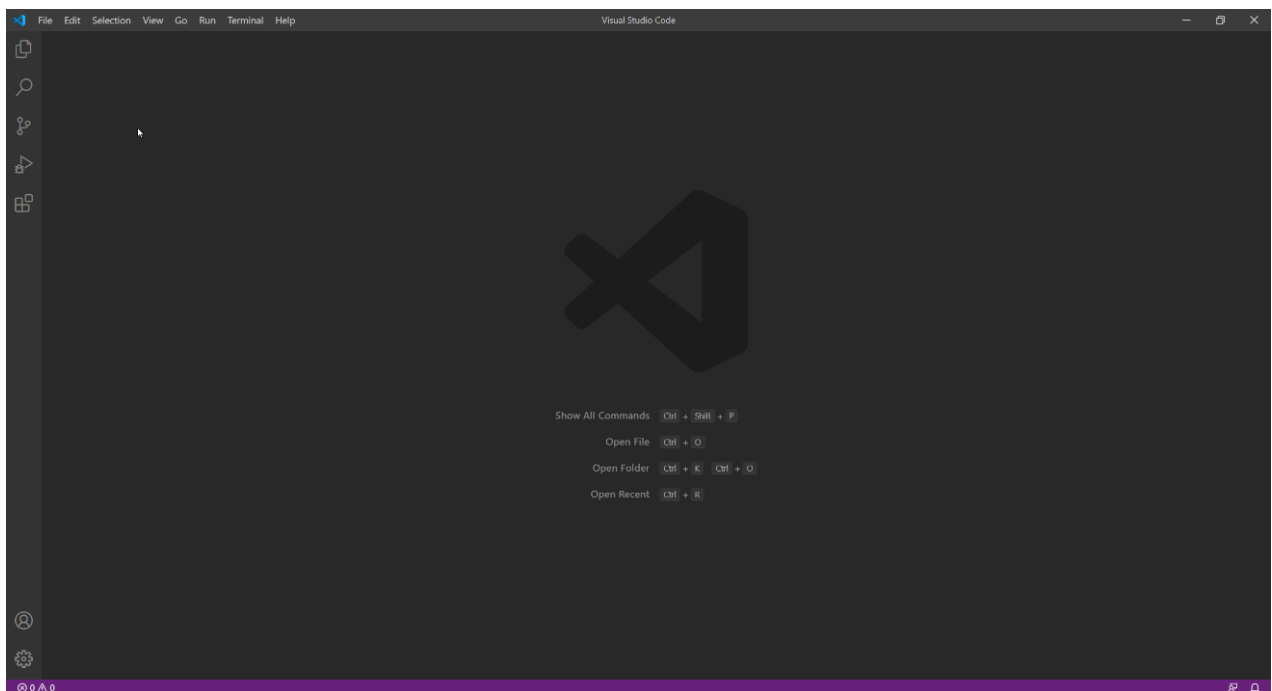 File Edit Selection View Go Run Terminal Help Visual Studio Code
Show All Commands Ctrl + Shift + P
Open File Ctrl + O
Open Folder Ctrl + K Ctrl + O
Open Recent Ctrl + R
0 0